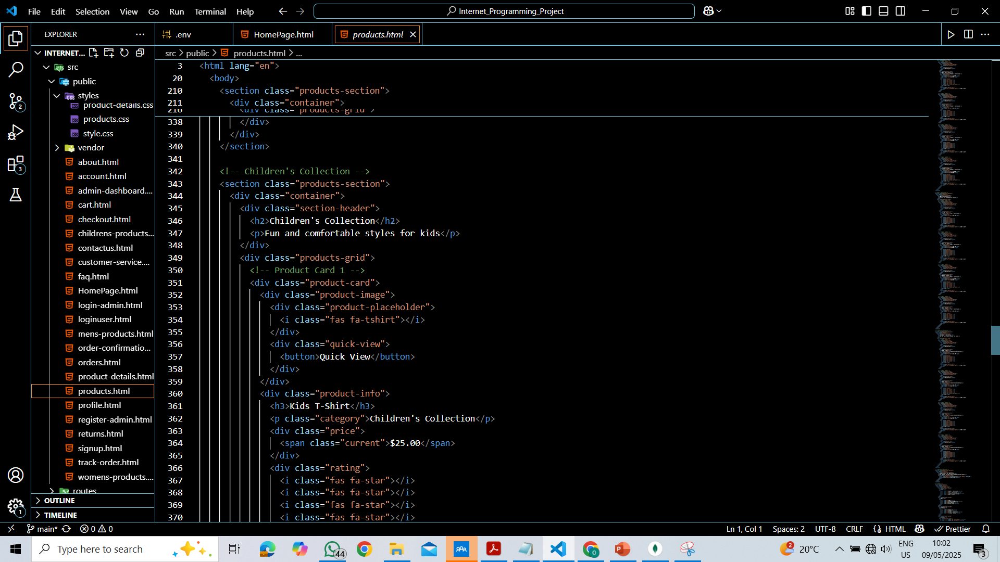 File Edit Selection View Go Run Terminal Help
Internet_Programming_Project
EXPLORER
.env
HomePage.html
products.html
INTERNET...
src > public > products.html > ...
src
public
styles
product-details.css
products.css
style.css
vendor
about.html
account.html
admin-dashboard....
cart.html
checkout.html
childrens-products...
contactus.html
customer-service....
faq.html
HomePage.html
login-admin.html
loginuser.html
mens-products.html
order-confirmatio...
orders.html
product-details.html
products.html
profile.html
register-admin.html
returns.html
signup.html
track-order.html
womens-products....
routes
OUTLINE
TIMELINE
2
3
1
3 <html lang="en">
20 <body>
210 <section class="products-section">
211 <div class="container">
216 <div class="products-grid">
338 </div>
339 </div>
340 </section>
341
342 <!-- Children's Collection -->
343 <section class="products-section">
344 <div class="container">
345 <div class="section-header">
346 <h2>Children's Collection</h2>
347 <p>Fun and comfortable styles for kids</p>
348 </div>
349 <div class="products-grid">
350 <!-- Product Card 1 -->
351 <div class="product-card">
352 <div class="product-image">
353 <div class="product-placeholder">
354 <i class="fas fa-tshirt"></i>
355 </div>
356 <div class="quick-view">
357 <button>Quick View</button>
358 </div>
359 </div>
360 <div class="product-info">
361 <h3>Kids T-Shirt</h3>
362 <p class="category">Children's Collection</p>
363 <div class="price">
364 <span class="current">$25.00</span>
365 </div>
366 <div class="rating">
367 <i class="fas fa-star"></i>
368 <i class="fas fa-star"></i>
369 <i class="fas fa-star"></i>
370 <i class="fas fa-star"></i>
main* 0 0
Ln 1, Col 1 Spaces: 2 UTF-8 CRLF HTML Prettier
Type here to search
44
2
20°C
ENG
US
10:02
09/05/2025
3